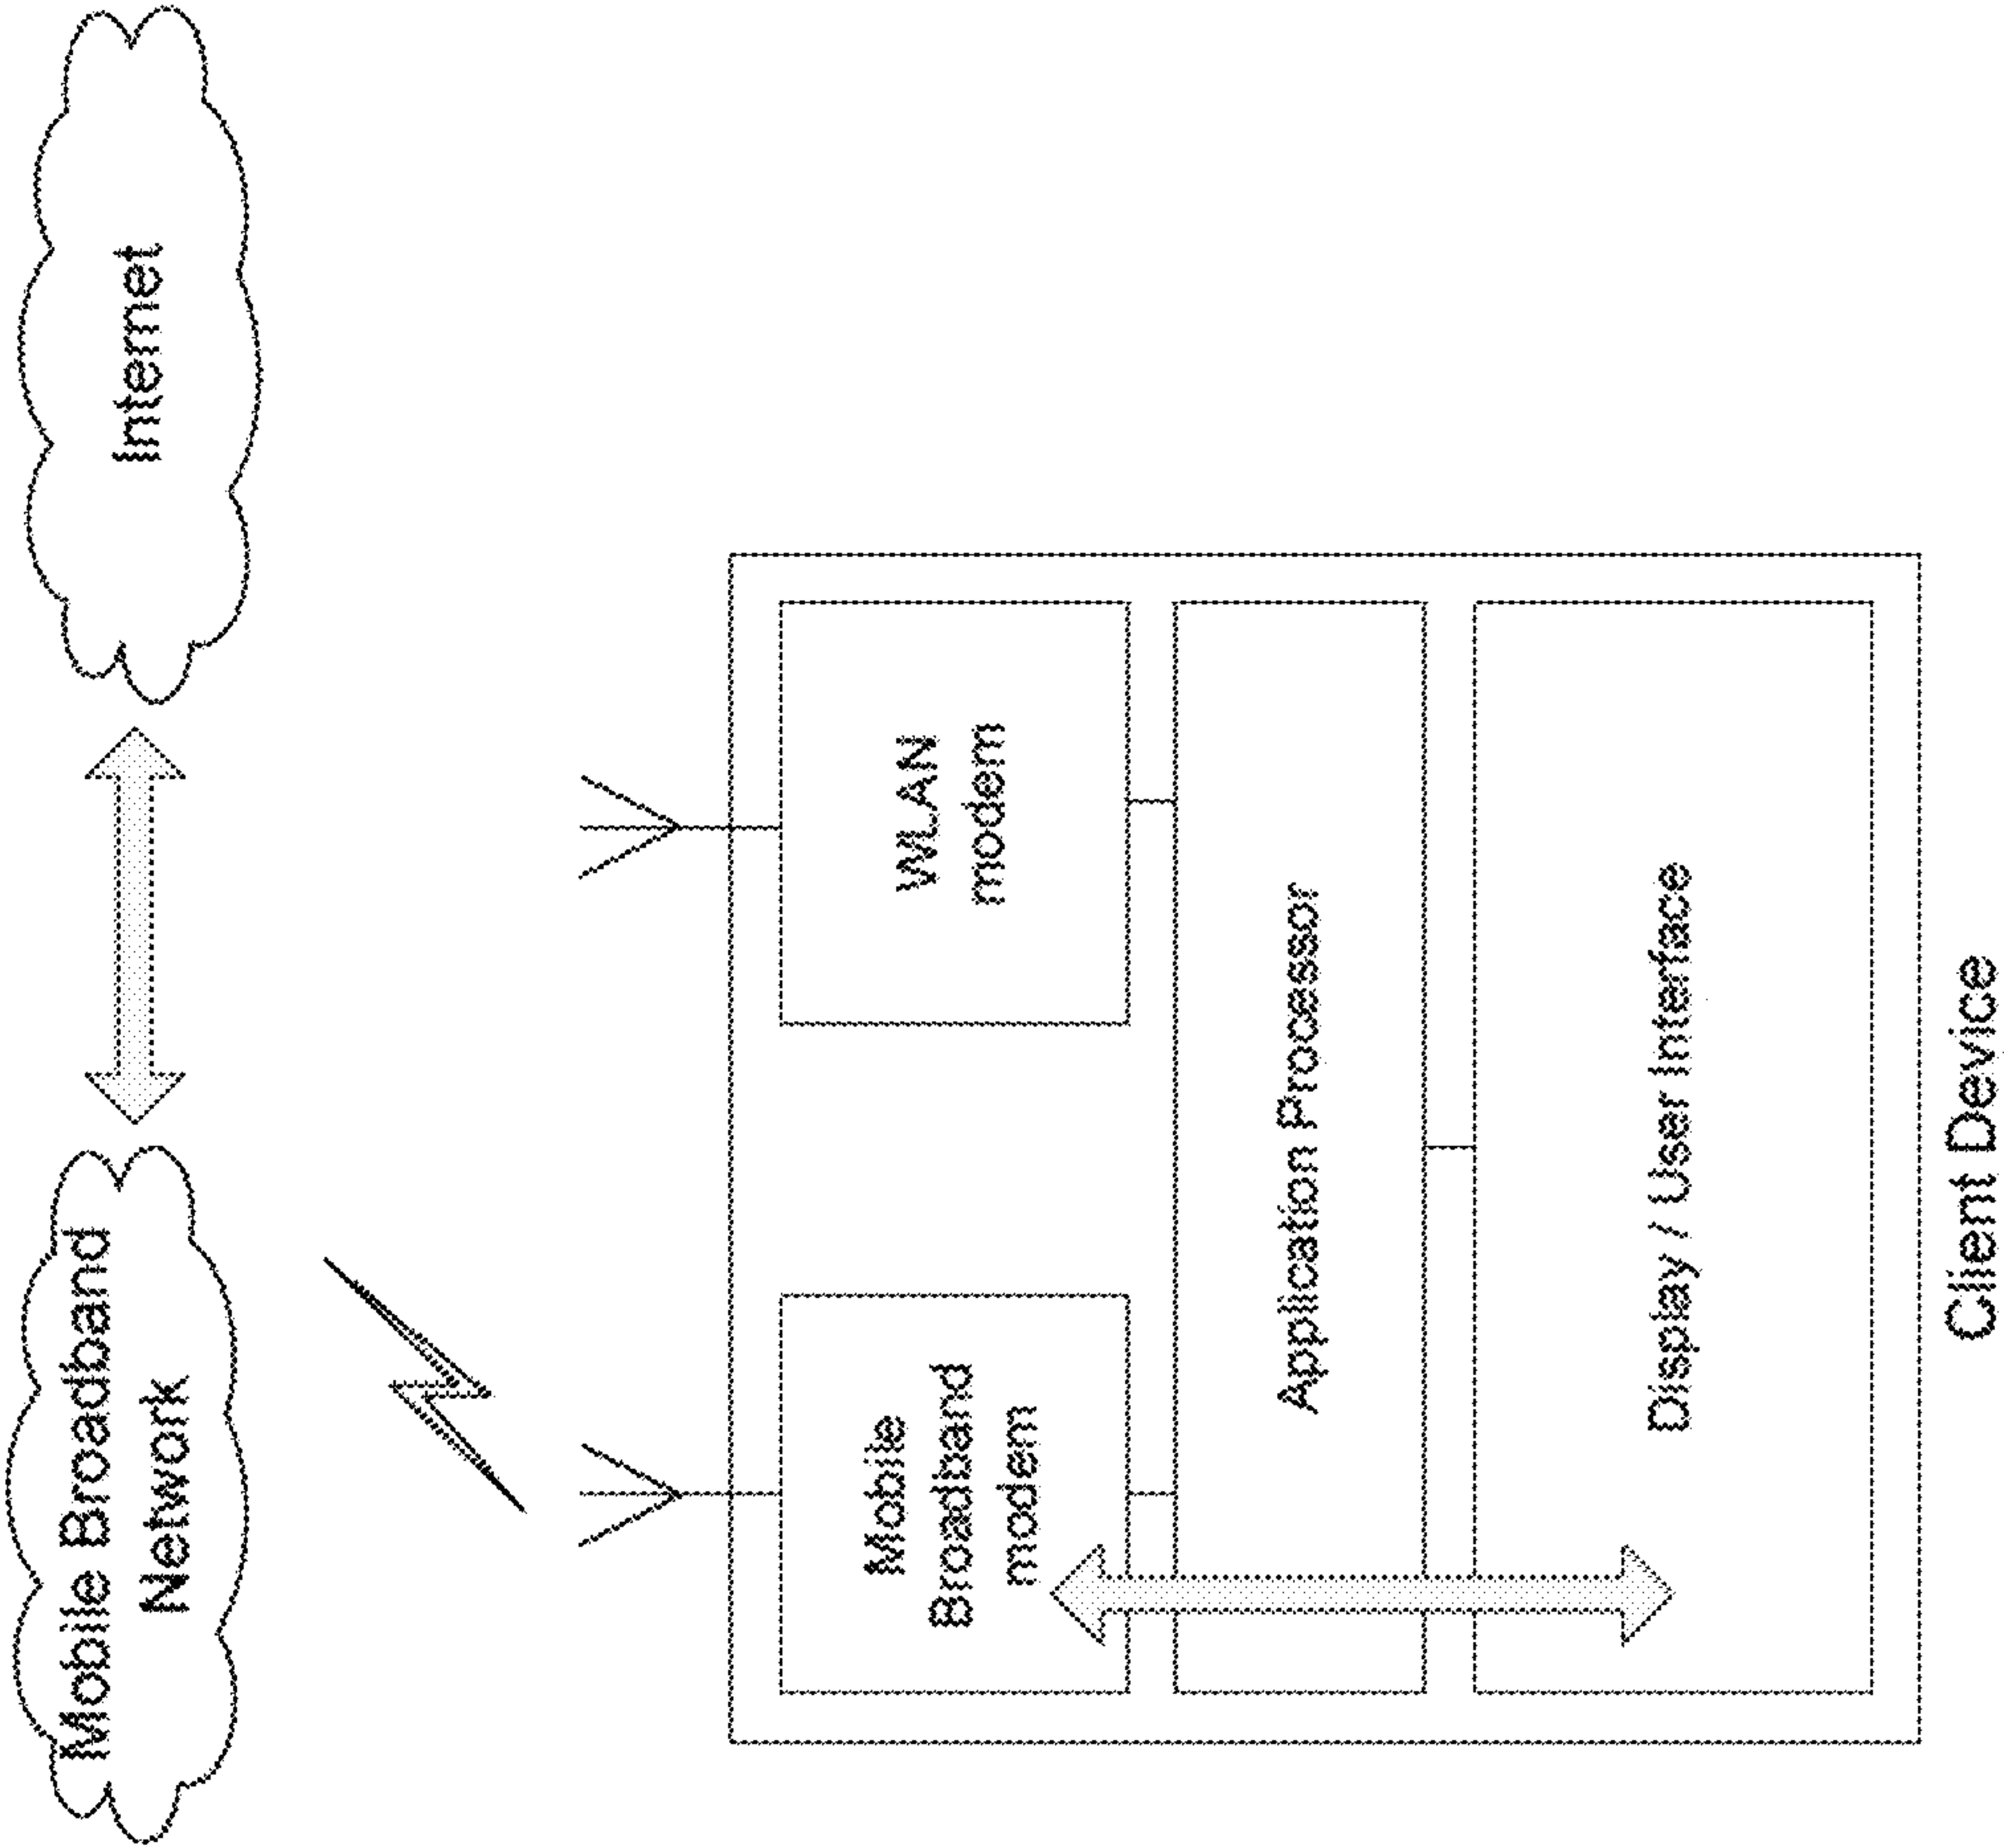 Mobile Broadband
Network
Internet
Mobile
Broadband
modem
WLAN
modem
Application Processor
Display / User Interface
Client Device